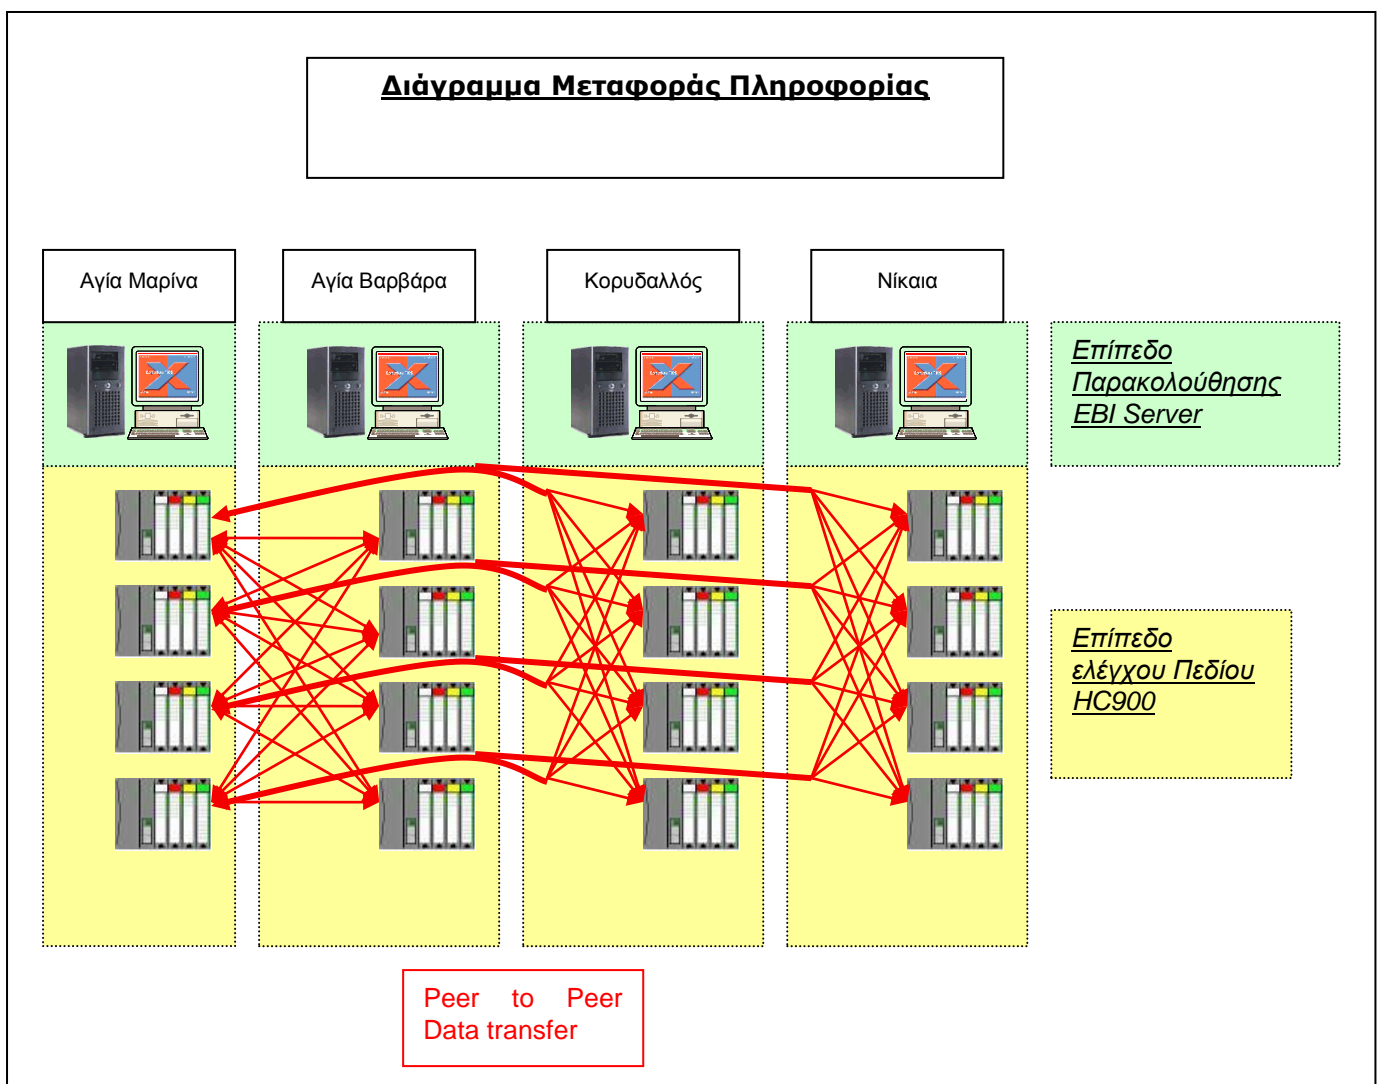 Διάγραμμα Μεταφοράς Πληροφορίας
Αγία Μαρίνα
Αγία Βαρβάρα
Κορυδαλλός
Νίκαια
Επίπεδο
Παρακολούθησης
EBI Server
Επίπεδο
ελέγχου Πεδίου
HC900
Peer to Peer
Data transfer